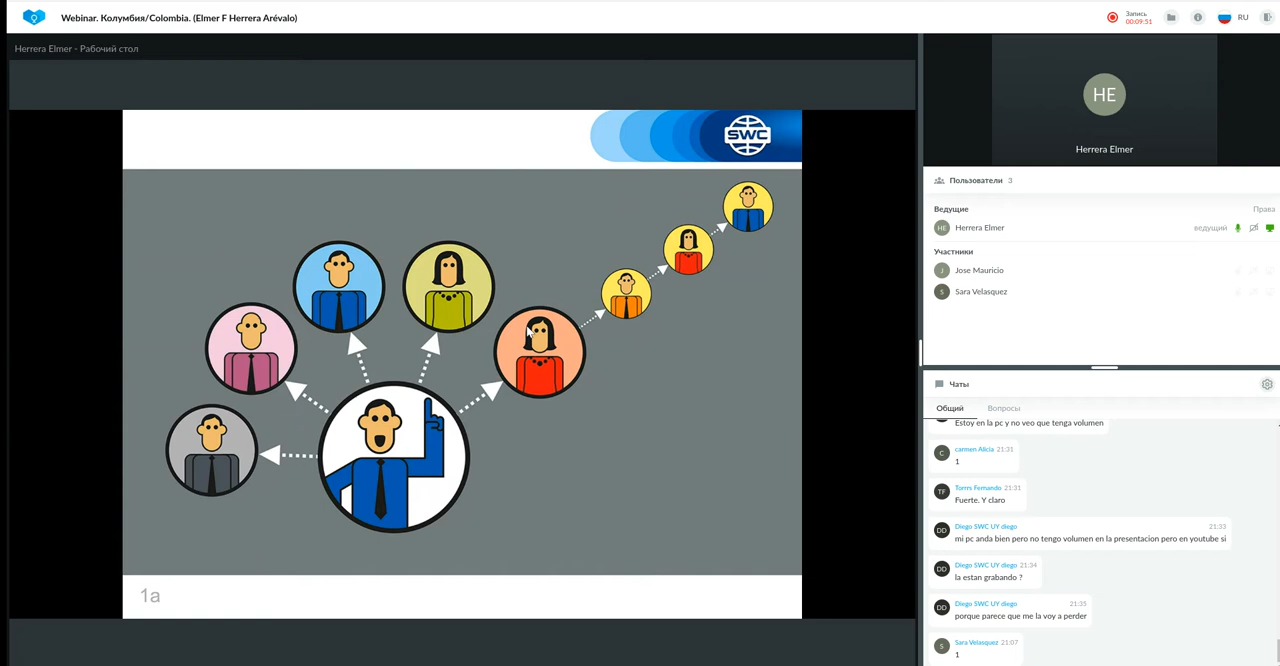 Webinar. Колумбия/Colombia. (Elmer F Herrera Arévalo)
Запись
00:09:51
RU
Herrera Elmer - Рабочий стол
SWC
1a
HE
Herrera Elmer
Пользователи 3
Ведущие Права
HE Herrera Elmer ведущий
Участники
J Jose Mauricio
S Sara Velasquez
Чаты
Общий Вопросы
Estoy en la pc y no veo que tenga volumen
C carmen Alicia 21:31
1
TF Torrrs Fernando 21:31
Fuerte. Y claro
DD Diego SWC UY diego 21:33
mi pc anda bien pero no tengo volumen en la presentacion pero en youtube si
DD Diego SWC UY diego 21:34
la estan grabando ?
DD Diego SWC UY diego 21:35
porque parece que me la voy a perder
S Sara Velasquez 21:07
1